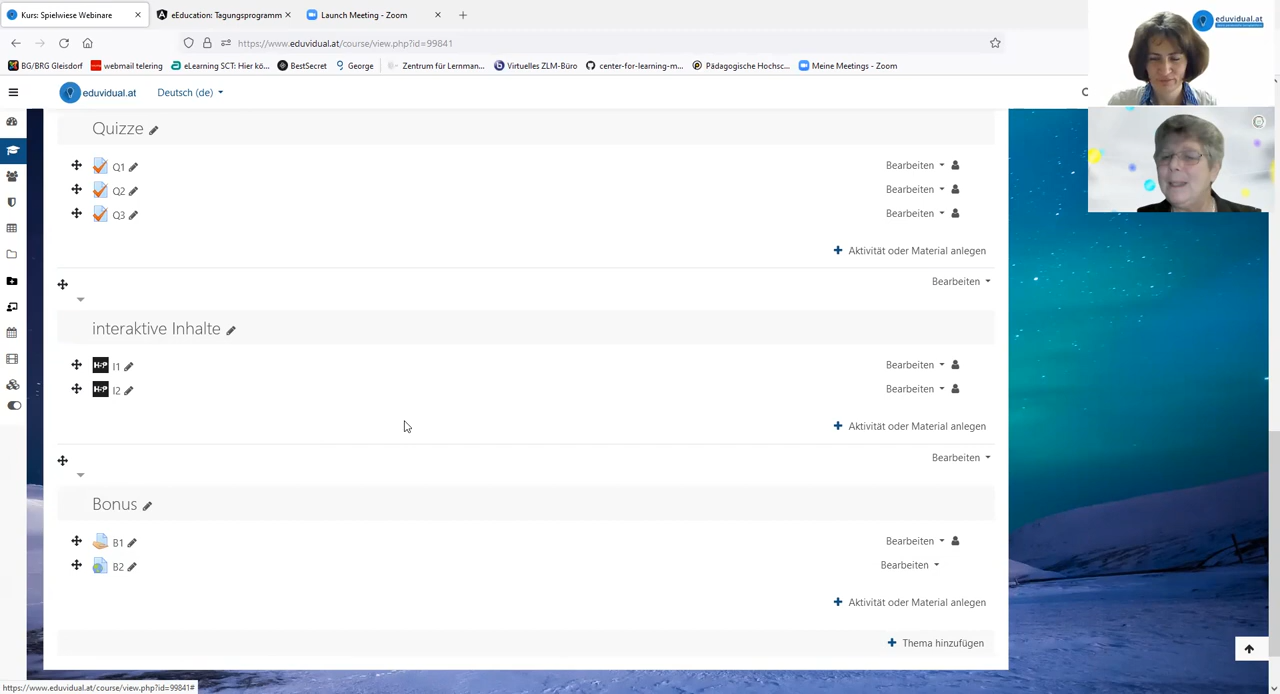 Kurs: Spielwiese Webinare
eEducation: Tagungsprogramm
Launch Meeting - Zoom
https://www.eduvidual.at/course/view.php?id=99841
BG/BRG Gleisdorf
webmail telering
eLearning SCT: Hier kö...
BestSecret
George
Zentrum für Lernman...
Virtuelles ZLM-Büro
center-for-learning-m...
Pädagogische Hochsc...
Meine Meetings - Zoom
eduvidual.at
eduvidual.at
Deutsch (de)
Quizze
Q1 Bearbeiten
Q2 Bearbeiten
Q3 Bearbeiten
Aktivität oder Material anlegen
Bearbeiten
interaktive Inhalte
H-P I1 Bearbeiten
H-P I2 Bearbeiten
Aktivität oder Material anlegen
Bearbeiten
Bonus
B1 Bearbeiten
B2 Bearbeiten
Aktivität oder Material anlegen
Thema hinzufügen
https://www.eduvidual.at/course/view.php?id=99841#